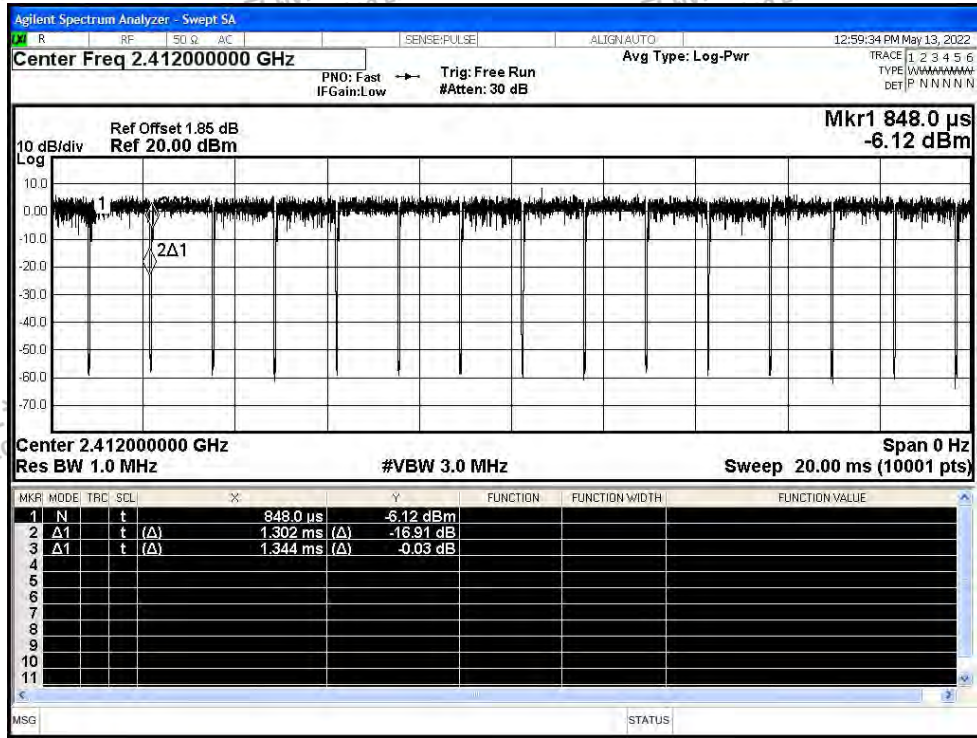 Agilent Spectrum Analyzer - Swept SA
LXI R RF 50 Ω AC SENSE:PULSE ALIGN AUTO 12:59:34 PM May 13, 2022
Center Freq 2.412000000 GHz Avg Type: Log-Pwr TRACE 1 2 3 4 5 6
PNO: Fast Trig: Free Run TYPE
IFGain:Low #Atten: 30 dB DET P N N N N N
Mkr1 848.0 µs
Ref Offset 1.85 dB
10 dB/div Ref 20.00 dBm -6.12 dBm
Log
10.0
0.00
1
-10.0
2Δ1
-20.0
-30.0
-40.0
-50.0
-60.0
-70.0
Center 2.412000000 GHz Span 0 Hz
Res BW 1.0 MHz #VBW 3.0 MHz Sweep 20.00 ms (10001 pts)
MKR MODE TRC SCL X Y FUNCTION FUNCTION WIDTH FUNCTION VALUE
1 N t 848.0 µs -6.12 dBm
2 Δ1 t (Δ) 1.302 ms (Δ) -16.91 dB
3 Δ1 t (Δ) 1.344 ms (Δ) -0.03 dB
4
5
6
7
8
9
10
11
MSG STATUS